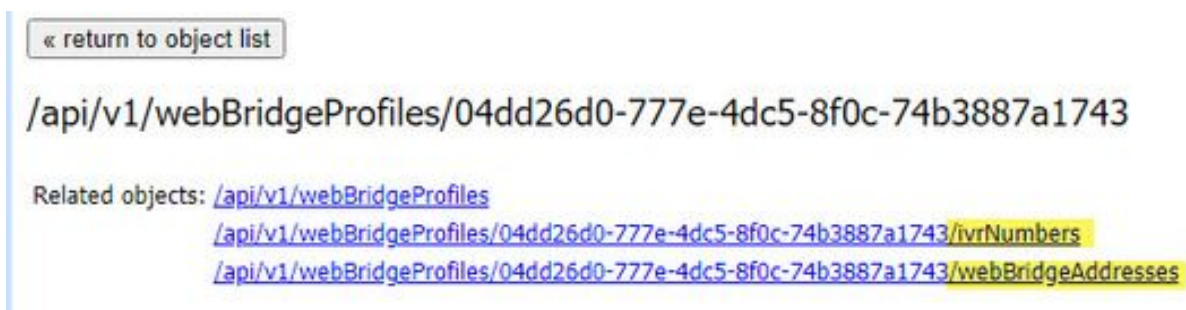 « return to object list
/api/v1/webBridgeProfiles/04dd26d0-777e-4dc5-8f0c-74b3887a1743
Related objects: /api/v1/webBridgeProfiles
/api/v1/webBridgeProfiles/04dd26d0-777e-4dc5-8f0c-74b3887a1743/ivrNumbers
/api/v1/webBridgeProfiles/04dd26d0-777e-4dc5-8f0c-74b3887a1743/webBridgeAddresses